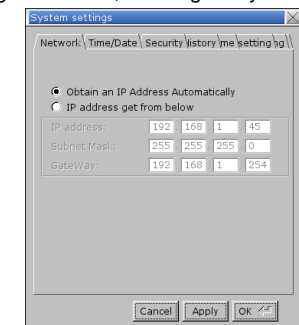 System settings
Network Time/Date Security History me setting ng
Obtain an IP Address Automatically
IP address get from below
IP address: 192 . 168 . 1 . 45
Subnet Mask: 255 . 255 . 255 . 0
GateWay: 192 . 168 . 1 . 254
Cancel Apply OK